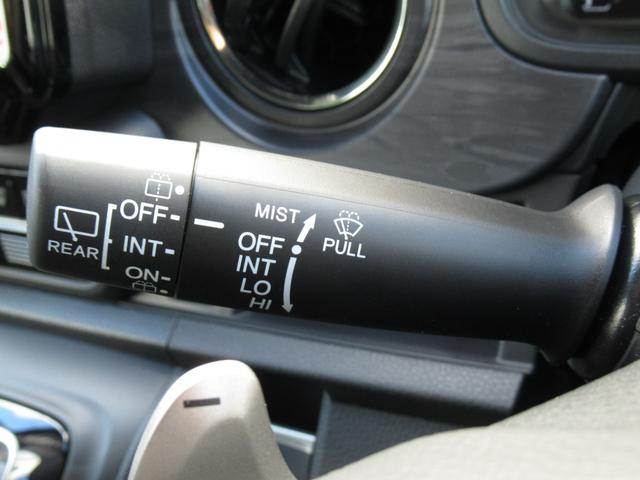 REAR
OFF-
INT-
ON-
MIST
OFF
INT
LO
HI
PULL